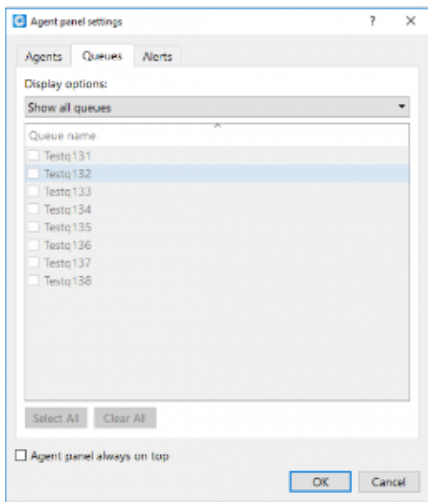 Agent panel settings ? ×
Agents Queues Alerts
Display options:
Show all queues
Queue name
Testq131
Testq132
Testq133
Testq134
Testq135
Testq136
Testq137
Testq138
Select All Clear All
Agent panel always on top
OK Cancel